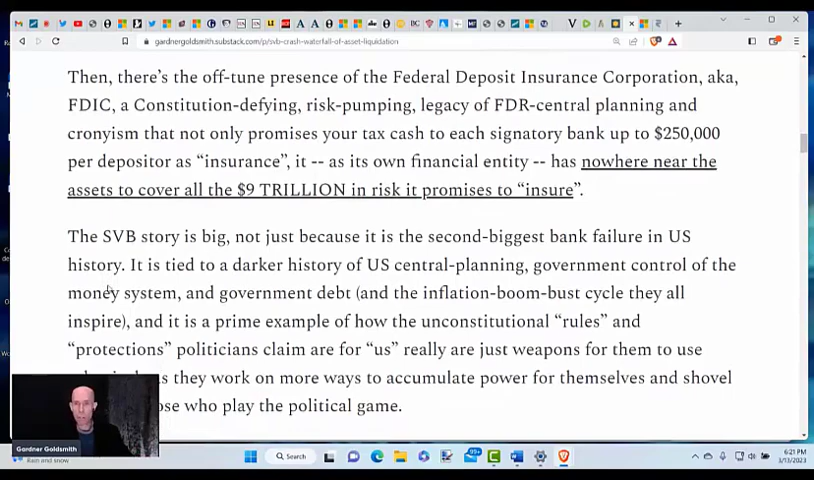 gardnergoldsmith.substack.com/p/svb-crash-waterfall-of-asset-liquidation
Then, there's the off-tune presence of the Federal Deposit Insurance Corporation, aka,
FDIC, a Constitution-defying, risk-pumping, legacy of FDR-central planning and
cronyism that not only promises your tax cash to each signatory bank up to $250,000
per depositor as “insurance”, it -- as its own financial entity -- has nowhere near the
assets to cover all the $9 TRILLION in risk it promises to “insure”.
The SVB story is big, not just because it is the second-biggest bank failure in US
history. It is tied to a darker history of US central-planning, government control of the
money system, and government debt (and the inflation-boom-bust cycle they all
inspire), and it is a prime example of how the unconstitutional “rules” and
“protections” politicians claim are for “us” really are just weapons for them to use
as they work on more ways to accumulate power for themselves and shovel
who play the political game.
Gardner Goldsmith
Rain and snow
Search
99+
6:21 PM
3/13/2023